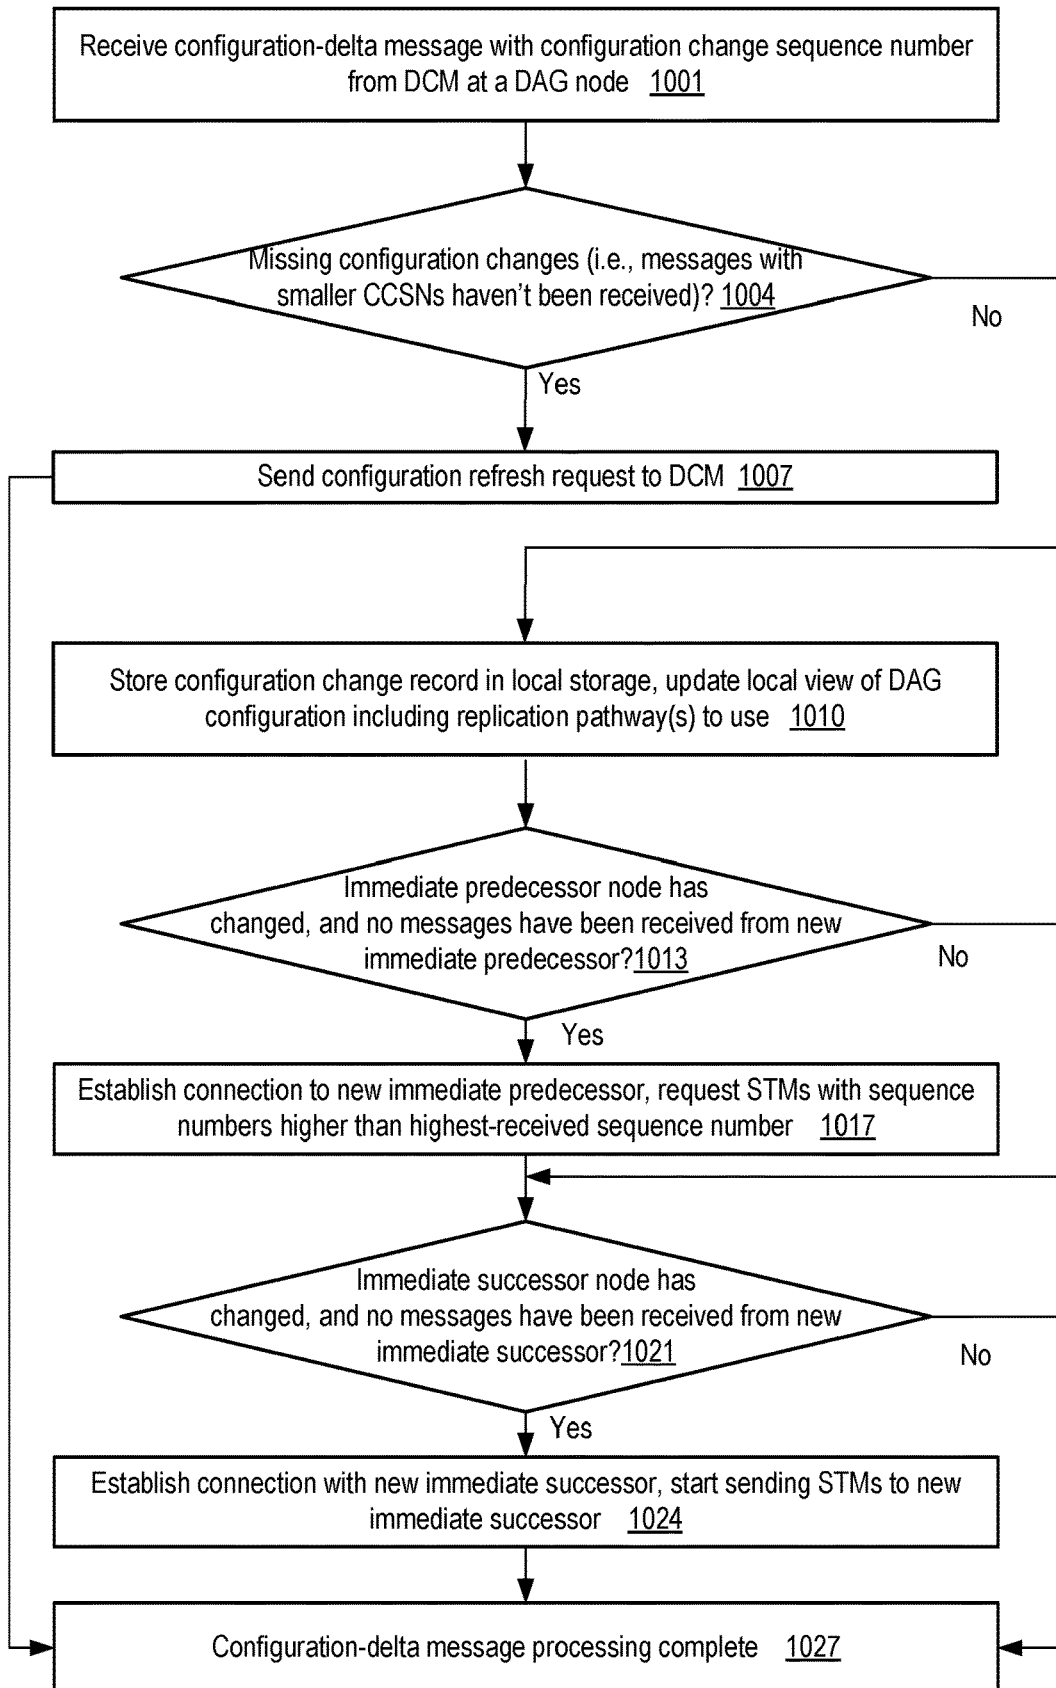 Receive configuration-delta message with configuration change sequence number
from DCM at a DAG node 1001
Missing configuration changes (i.e., messages with
smaller CCSNs haven't been received)? 1004
No
Yes
Send configuration refresh request to DCM 1007
Store configuration change record in local storage, update local view of DAG
configuration including replication pathway(s) to use 1010
Immediate predecessor node has
changed, and no messages have been received from new
immediate predecessor?1013
No
Yes
Establish connection to new immediate predecessor, request STMs with sequence
numbers higher than highest-received sequence number 1017
Immediate successor node has
changed, and no messages have been received from new
immediate successor?1021
No
Yes
Establish connection with new immediate successor, start sending STMs to new
immediate successor 1024
Configuration-delta message processing complete 1027